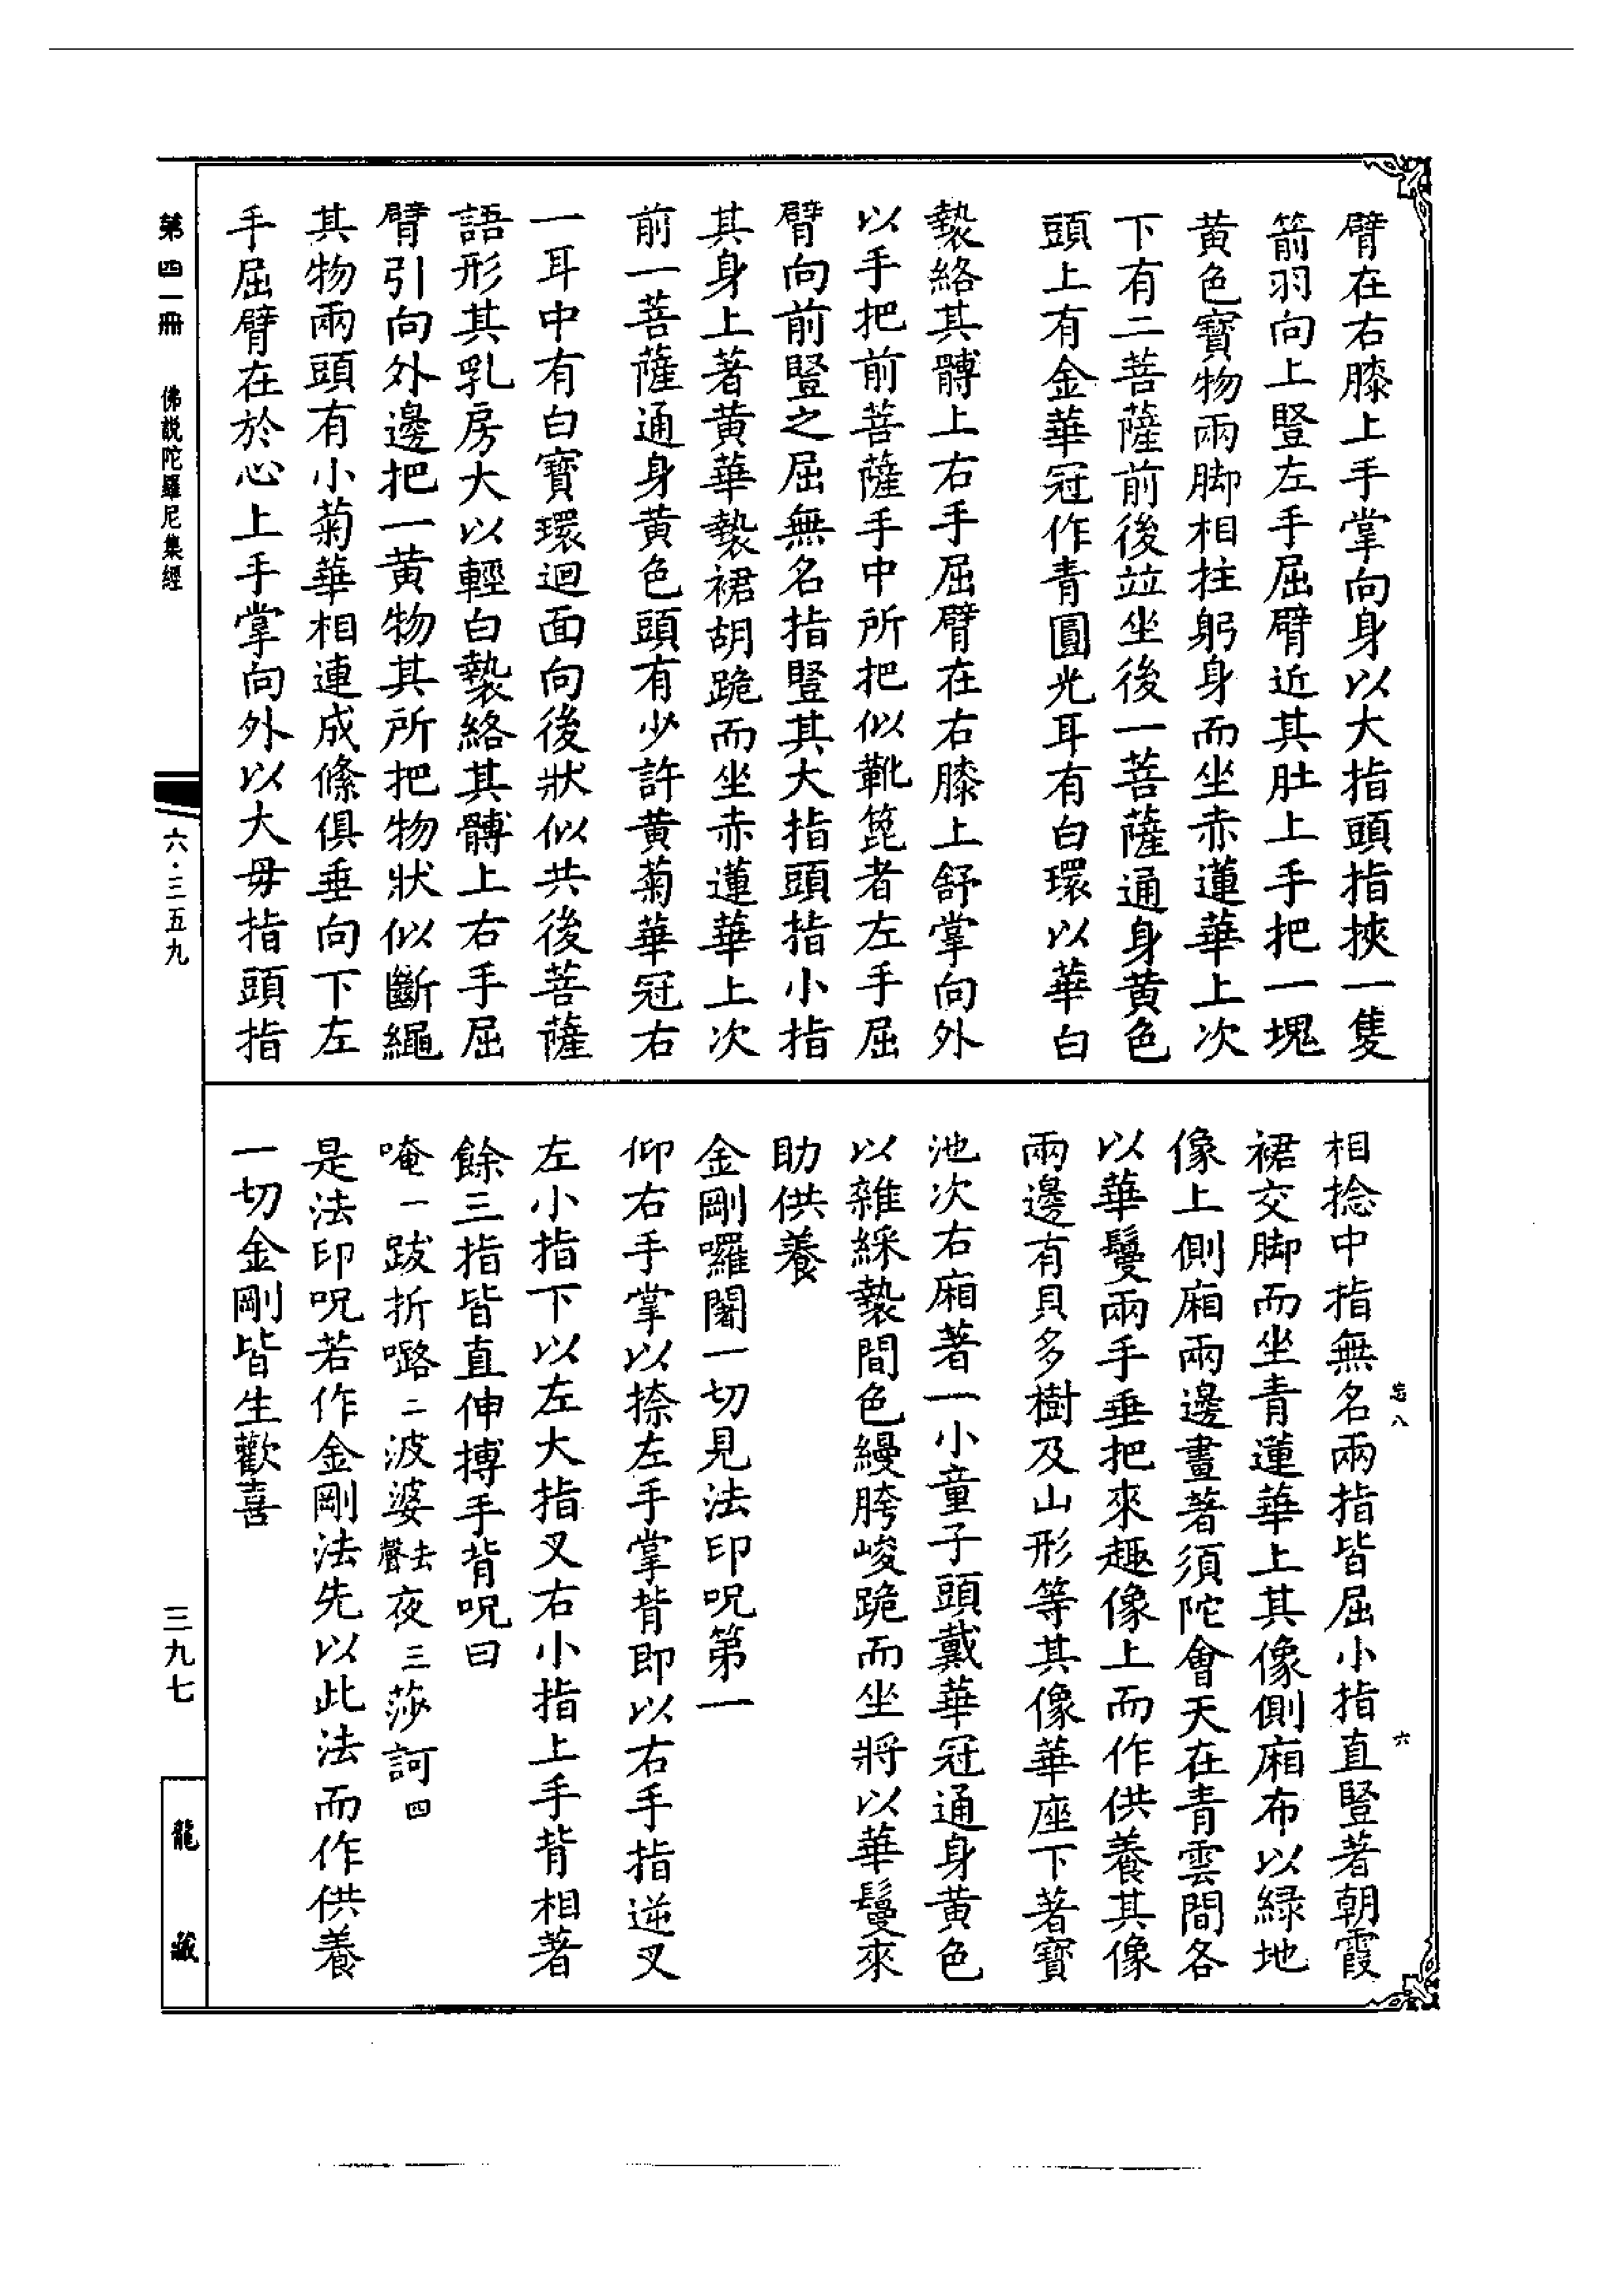 臂在右膝上手掌向身以大指頭指挾一隻
箭羽向上豎左手屈臂近其肚上手把一塊
黃色寶物兩脚相拄躬身而坐赤蓮華上次
下有二菩薩前後竝坐後一菩薩通身黃色
頭上有金華冠作青圓光耳有白環以華白
褺絡其髆上右手屈臂在右膝上舒掌向外
以手把前菩薩手中所把似靴箆者左手屈
臂向前豎之屈無名指豎其大指頭指小指
其身上著黃華褺裙胡跪而坐赤蓮華上次
前一菩薩通身黃色頭有少許黃菊華冠右
一耳中有白寶環迴面向後狀似共後菩薩
語形其乳房大以輕白褺絡其髆上右手屈
臂引向外邊把一黃物其所把物狀似斷繩
其物兩頭有小菊華相連成絛俱垂向下左
手屈臂在於心上手掌向外以大毋指頭指
相捻中指無名兩指皆屈小指直豎著朝霞
裙交脚而坐青蓮華上其像側廂布以緑地
像上側廂兩邊畫著須陀會天在青雲間各
以華鬘兩手垂把來趣像上而作供養其像
兩邊有貝多樹及山形等其像華座下著寶
池次右廂著一小童子頭戴華冠通身黃色
以雜綵褺間色縵胯峻跪而坐將以華鬘來
助供養
金剛囉闍一切見法印呪第一
仰右手掌以捺左手掌背即以右手指逆叉
左小指下以左大指叉右小指上手背相著
餘三指皆直伸搏手背呪曰
唵一跋折嚕二波婆去聲夜三莎訶四
是法印呪若作金剛法先以此法而作供養
一切金剛皆生歡喜
忘八
六
第四一冊
佛說陀羅尼集經
六·三五九
三九七
龍藏